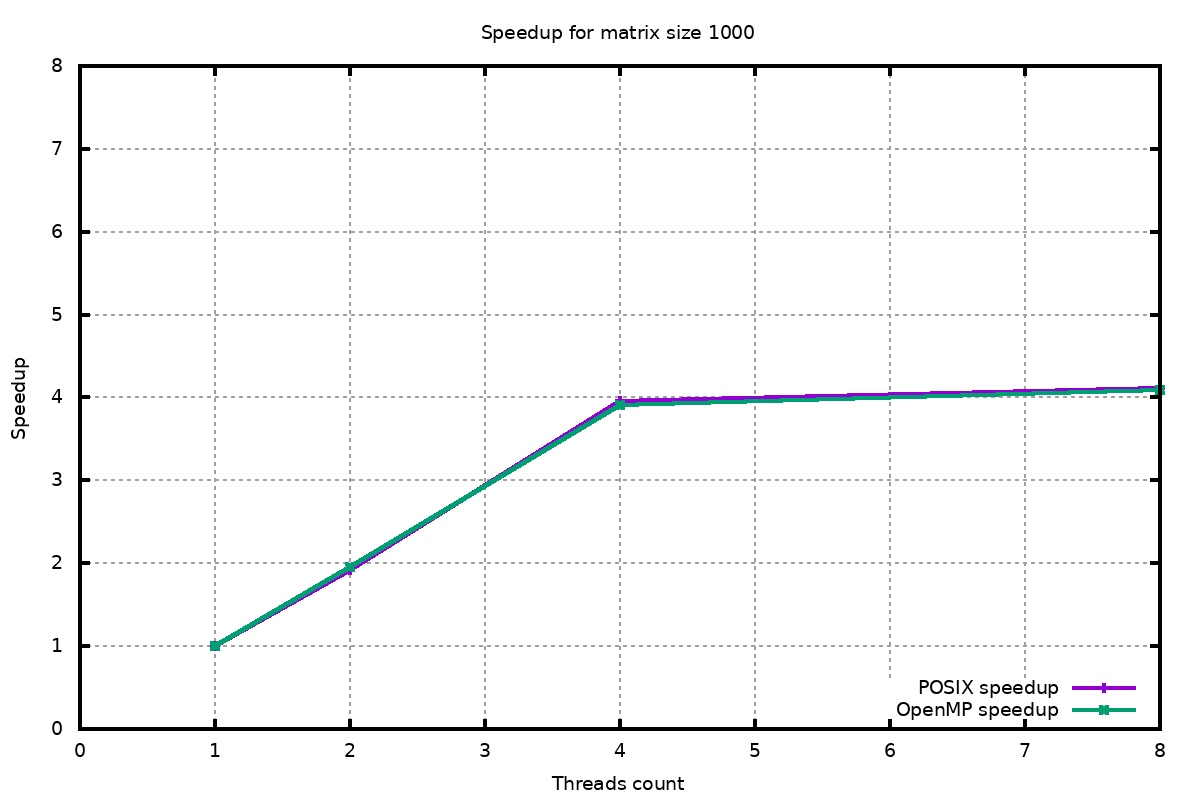 Speedup for matrix size 1000
8
7
6
5
4
3
2
1
0
Speedup
POSIX speedup
OpenMP speedup
0 1 2 3 4 5 6 7 8
Threads count